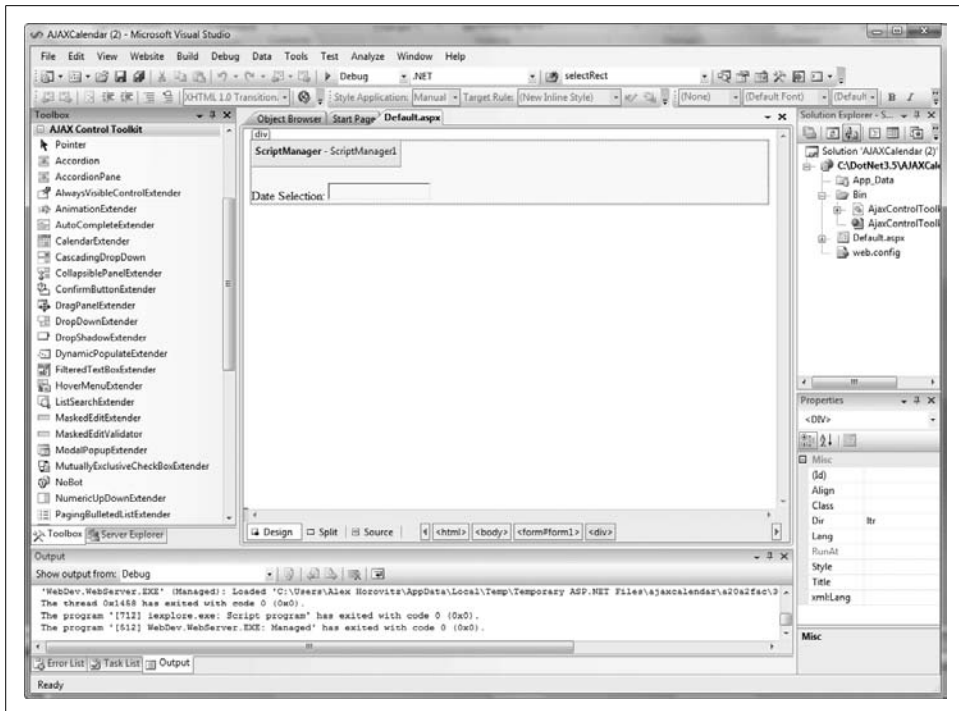 AJAXCalendar (2) - Microsoft Visual Studio
File Edit View Website Build Debug Data Tools Test Analyze Window Help
Debug .NET selectRect
XHTML 1.0 Transition. Style Application: Manual Target Rule: (New Inline Style) (None) (Default Font) (Default B I
Toolbox
AJAX Control Toolkit
Pointer
Accordion
AccordionPane
AlwaysVisibleControlExtender
AnimationExtender
AutoCompleteExtender
CalendarExtender
CascadingDropDown
CollapsiblePanelExtender
ConfirmButtonExtender
DragPanelExtender
DropDownExtender
DropShadowExtender
DynamicPopulateExtender
FilteredTextBoxExtender
HoverMenuExtender
ListSearchExtender
MaskedEditExtender
MaskedEditValidator
ModalPopupExtender
MutuallyExclusiveCheckBoxExtender
NoBot
NumericUpDownExtender
PagingBulletedListExtender
Toolbox Server Explorer
Object Browser Start Page Default.aspx
div
ScriptManager - ScriptManager1
Date Selection:
Design Split Source <html> <body> <form#form1> <div>
Solution Explorer - S...
Solution 'AJAXCalendar (2)'
C:\DotNet3.5\AJAXCale
App_Data
Bin
AjaxControlToolk
AjaxControlToolk
Default.aspx
web.config
Properties
<DIV>
Misc
(Id)
Align
Class
Dir ltr
Lang
RunAt
Style
Title
xml:Lang
Misc
Output
Show output from: Debug
'WebDev.WebServer.EXE' (Managed): Loaded 'C:\Users\Alex Horovitz\AppData\Local\Temp\Temporary ASP.NET Files\ajaxcalendar\a20a2fac\3
The thread 0x1458 has exited with code 0 (0x0).
The program '[712] iexplore.exe: Script program' has exited with code 0 (0x0).
The program '[512] WebDev.WebServer.EXE: Managed' has exited with code 0 (0x0).
Error List Task List Output
Ready